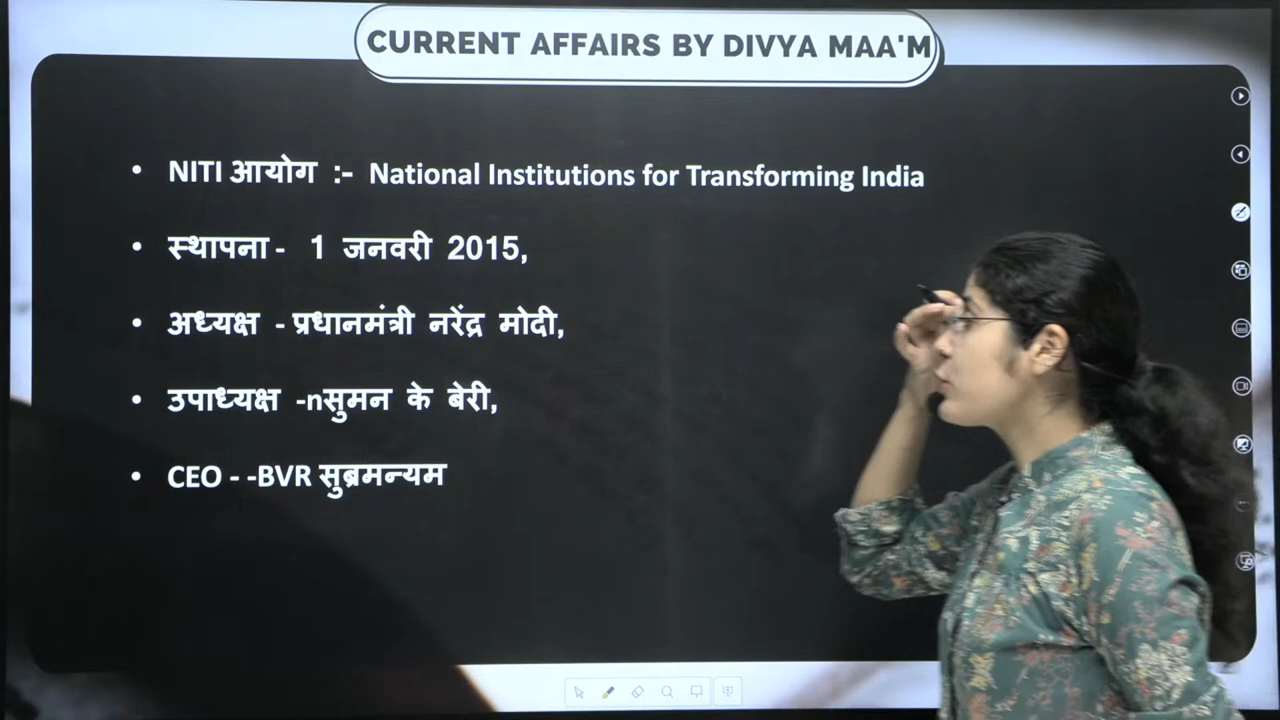 CURRENT AFFAIRS BY DIVYA MAA'M
• NITI आयोग :- National Institutions for Transforming India
• स्थापना - 1 जनवरी 2015,
• अध्यक्ष - प्रधानमंत्री नरेंद्र मोदी,
• उपाध्यक्ष -nसुमन के बेरी,
• CEO - -BVR सुब्रमन्यम